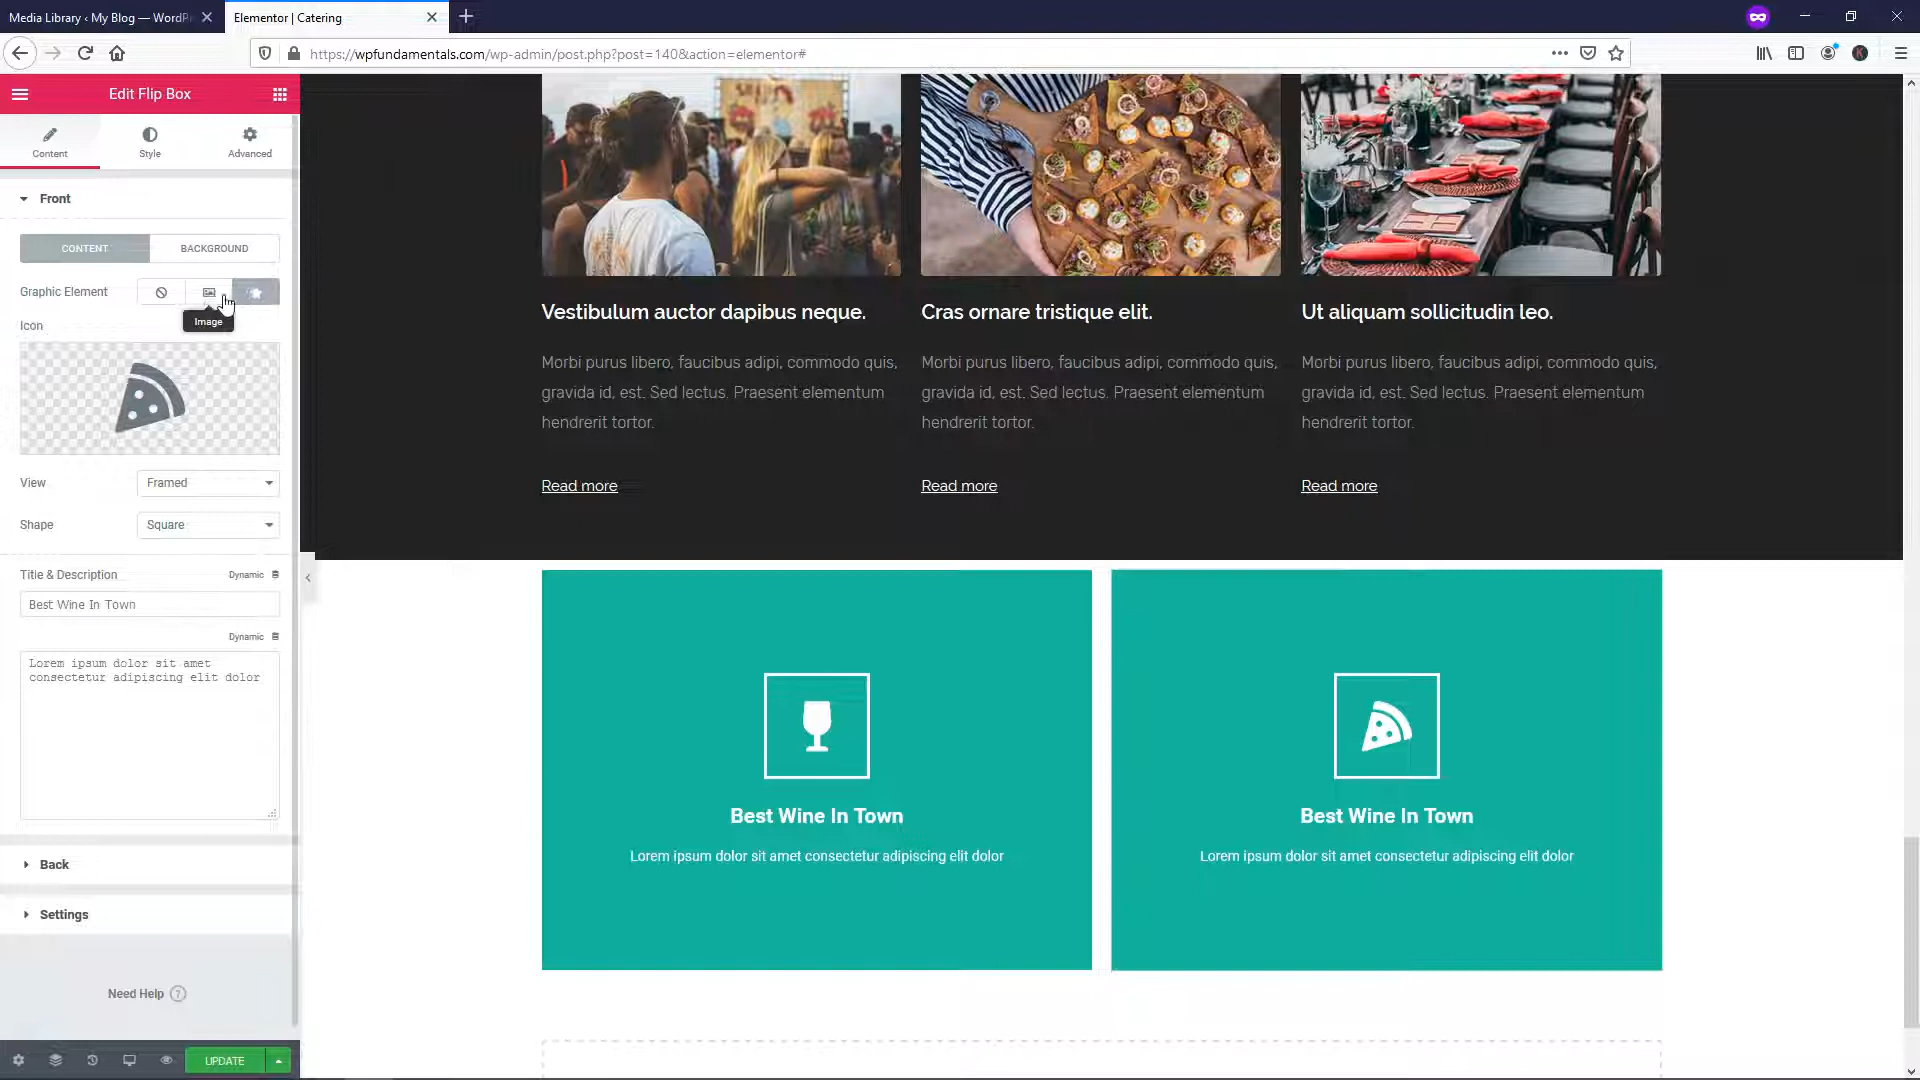 Media Library ‹ My Blog — WordPr
Elementor | Catering
https://wpfundamentals.com/wp-admin/post.php?post=140&action=elementor#
Edit Flip Box
Content
Style
Advanced
Front
CONTENT
BACKGROUND
Graphic Element
Image
Icon
View
Framed
Shape
Square
Title & Description
Dynamic
Best Wine In Town
Dynamic
Lorem ipsum dolor sit amet
consectetur adipiscing elit dolor
Back
Settings
Need Help ?
UPDATE
Vestibulum auctor dapibus neque.
Morbi purus libero, faucibus adipi, commodo quis,
gravida id, est. Sed lectus. Praesent elementum
hendrerit tortor.
Read more
Cras ornare tristique elit.
Morbi purus libero, faucibus adipi, commodo quis,
gravida id, est. Sed lectus. Praesent elementum
hendrerit tortor.
Read more
Ut aliquam sollicitudin leo.
Morbi purus libero, faucibus adipi, commodo quis,
gravida id, est. Sed lectus. Praesent elementum
hendrerit tortor.
Read more
Best Wine In Town
Lorem ipsum dolor sit amet consectetur adipiscing elit dolor
Best Wine In Town
Lorem ipsum dolor sit amet consectetur adipiscing elit dolor